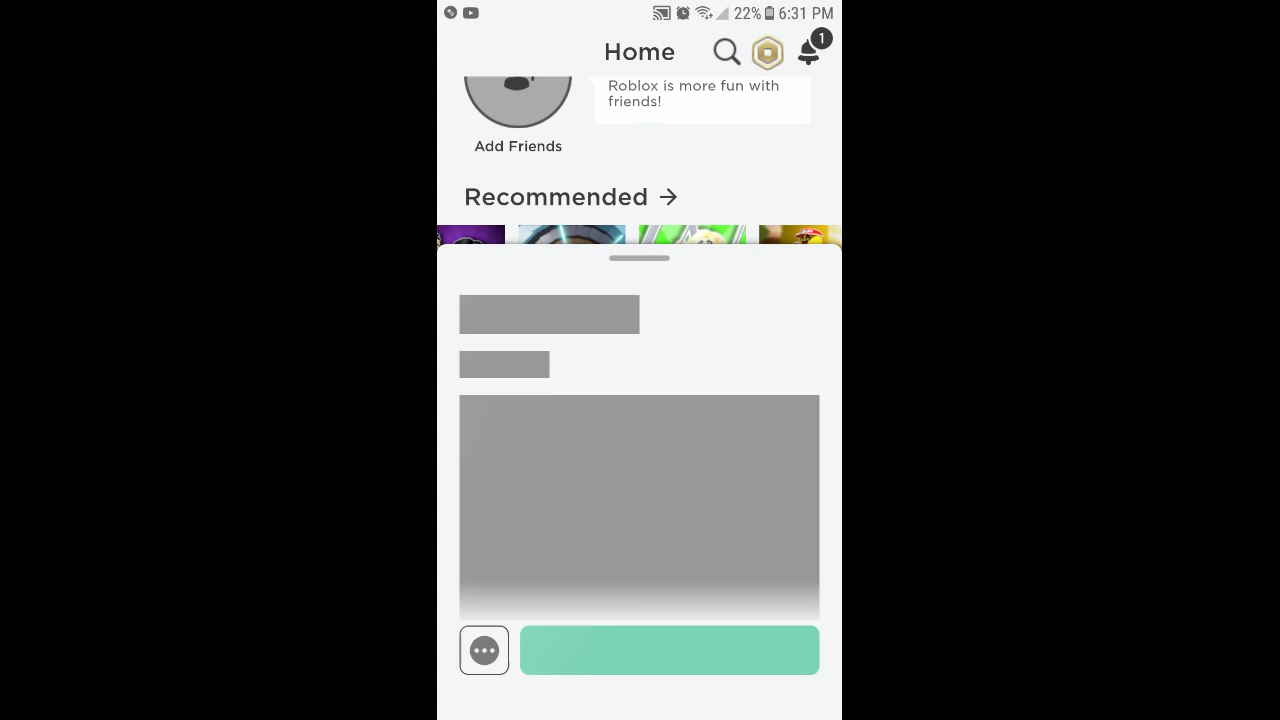 22% 6:31 PM
Home
1
Roblox is more fun with
friends!
Add Friends
Recommended →